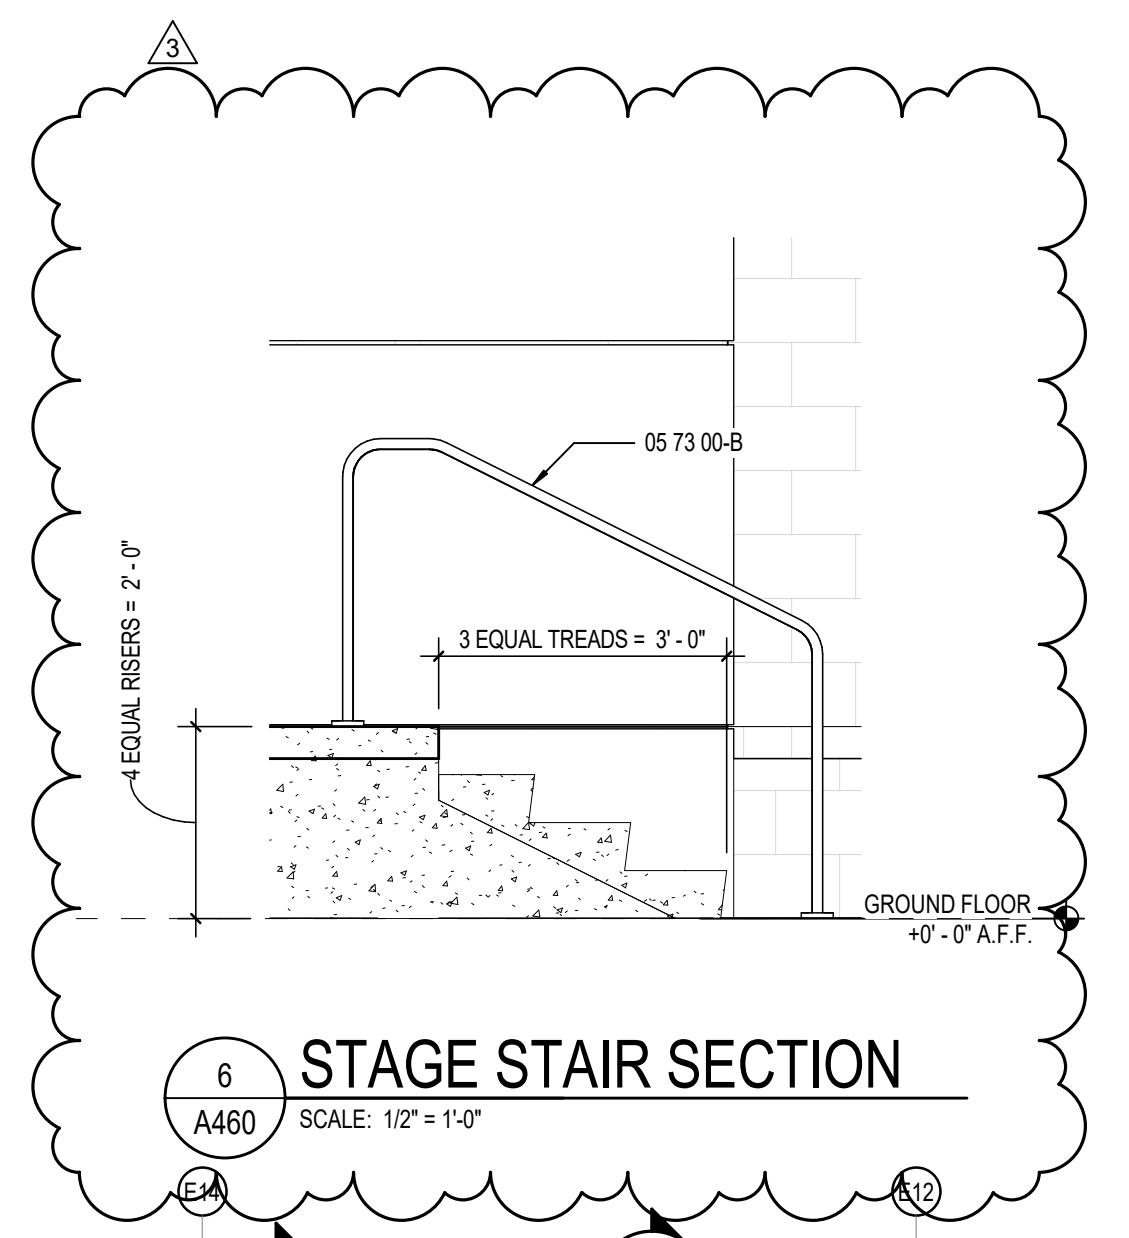 3
05 73 00-B
4 EQUAL RISERS = 2' - 0"
3 EQUAL TREADS = 3' - 0"
GROUND FLOOR
+0' - 0" A.F.F.
6
A460
STAGE STAIR SECTION
SCALE: 1/2" = 1'-0"
E14
E12